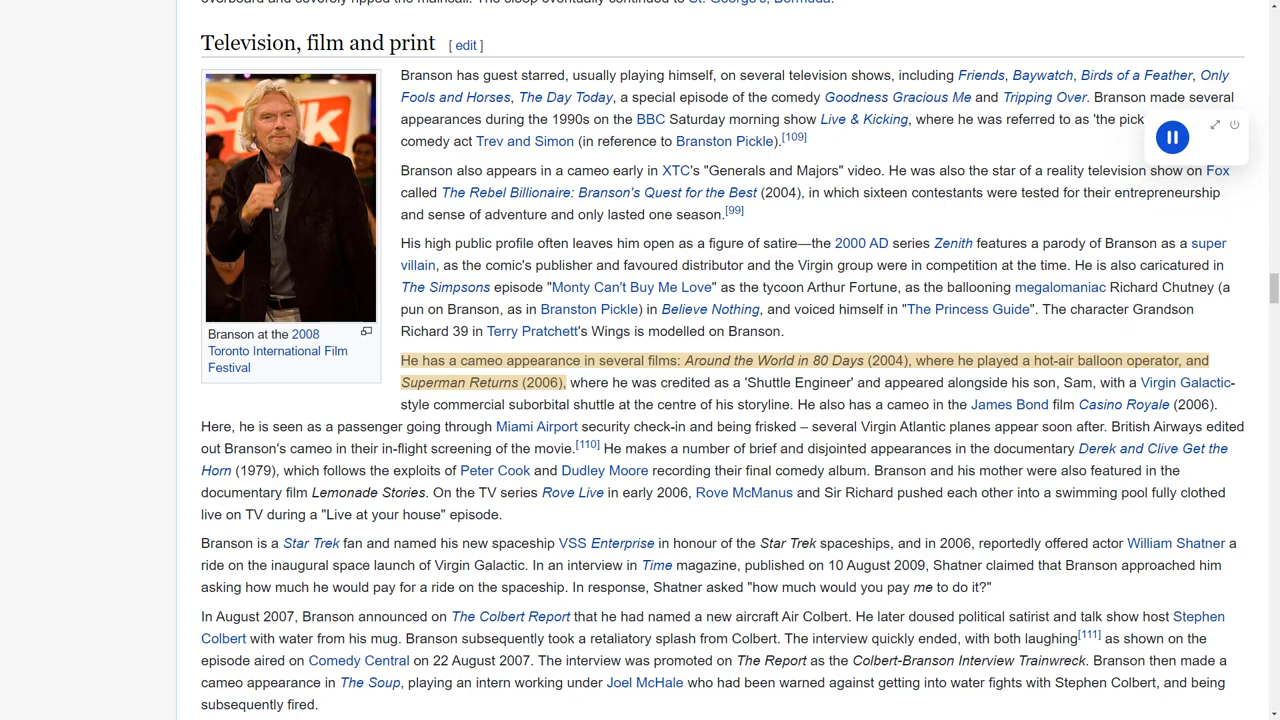 overboard and severely ripped the mainsail. The sloop eventually continued to St. George's, Bermuda.
Television, film and print [ edit ]
Branson has guest starred, usually playing himself, on several television shows, including Friends, Baywatch, Birds of a Feather, Only
Fools and Horses, The Day Today, a special episode of the comedy Goodness Gracious Me and Tripping Over. Branson made several
appearances during the 1990s on the BBC Saturday morning show Live & Kicking, where he was referred to as 'the pick
comedy act Trev and Simon (in reference to Branston Pickle).[109]
Branson also appears in a cameo early in XTC's "Generals and Majors" video. He was also the star of a reality television show on Fox
called The Rebel Billionaire: Branson's Quest for the Best (2004), in which sixteen contestants were tested for their entrepreneurship
and sense of adventure and only lasted one season.[99]
His high public profile often leaves him open as a figure of satire—the 2000 AD series Zenith features a parody of Branson as a super
villain, as the comic's publisher and favoured distributor and the Virgin group were in competition at the time. He is also caricatured in
The Simpsons episode "Monty Can't Buy Me Love" as the tycoon Arthur Fortune, as the ballooning megalomaniac Richard Chutney (a
pun on Branson, as in Branston Pickle) in Believe Nothing, and voiced himself in "The Princess Guide". The character Grandson
Richard 39 in Terry Pratchett's Wings is modelled on Branson.
Branson at the 2008
Toronto International Film
Festival
He has a cameo appearance in several films: Around the World in 80 Days (2004), where he played a hot-air balloon operator, and
Superman Returns (2006), where he was credited as a 'Shuttle Engineer' and appeared alongside his son, Sam, with a Virgin Galactic-
style commercial suborbital shuttle at the centre of his storyline. He also has a cameo in the James Bond film Casino Royale (2006).
Here, he is seen as a passenger going through Miami Airport security check-in and being frisked – several Virgin Atlantic planes appear soon after. British Airways edited
out Branson's cameo in their in-flight screening of the movie.[110] He makes a number of brief and disjointed appearances in the documentary Derek and Clive Get the
Horn (1979), which follows the exploits of Peter Cook and Dudley Moore recording their final comedy album. Branson and his mother were also featured in the
documentary film Lemonade Stories. On the TV series Rove Live in early 2006, Rove McManus and Sir Richard pushed each other into a swimming pool fully clothed
live on TV during a "Live at your house" episode.
Branson is a Star Trek fan and named his new spaceship VSS Enterprise in honour of the Star Trek spaceships, and in 2006, reportedly offered actor William Shatner a
ride on the inaugural space launch of Virgin Galactic. In an interview in Time magazine, published on 10 August 2009, Shatner claimed that Branson approached him
asking how much he would pay for a ride on the spaceship. In response, Shatner asked "how much would you pay me to do it?"
In August 2007, Branson announced on The Colbert Report that he had named a new aircraft Air Colbert. He later doused political satirist and talk show host Stephen
Colbert with water from his mug. Branson subsequently took a retaliatory splash from Colbert. The interview quickly ended, with both laughing[111] as shown on the
episode aired on Comedy Central on 22 August 2007. The interview was promoted on The Report as the Colbert-Branson Interview Trainwreck. Branson then made a
cameo appearance in The Soup, playing an intern working under Joel McHale who had been warned against getting into water fights with Stephen Colbert, and being
subsequently fired.